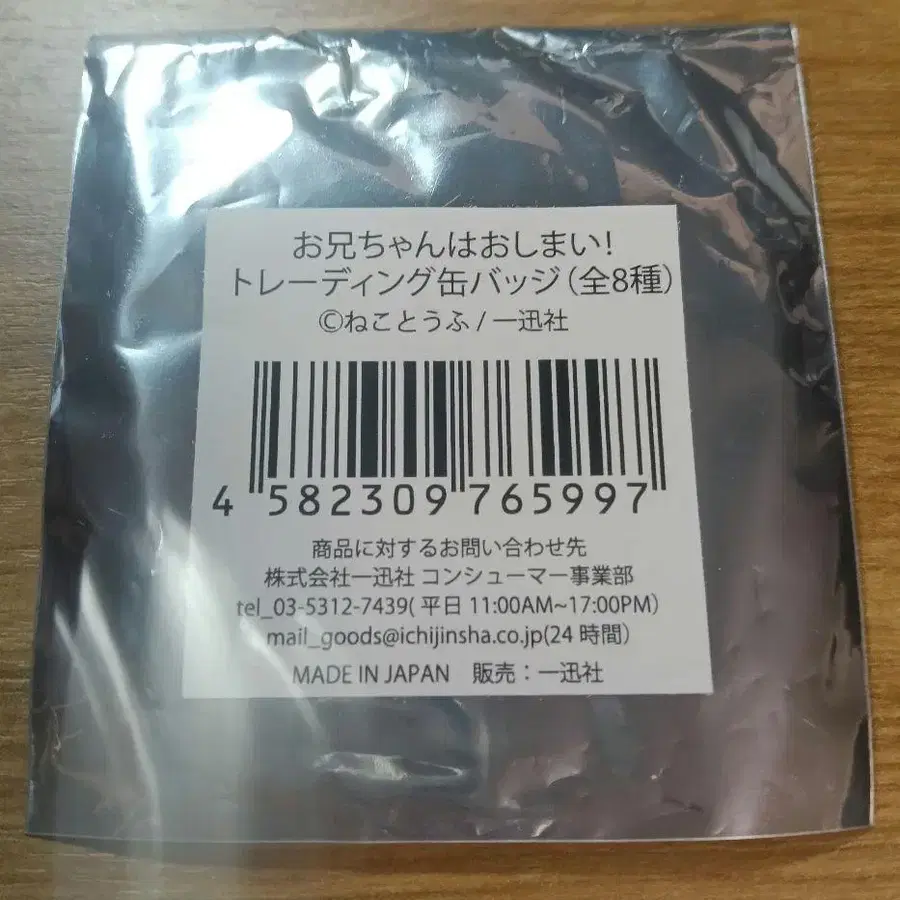 お兄ちゃんはおしまい!
トレーディング缶バッジ(全8種)
©ねことうふ/一迅社
4 582309 765997
商品に対するお問い合わせ先
株式会社一迅社 コンシューマー事業部
tel_03-5312-7439(平日 11:00AM~17:00PM)
mail_goods@ichijinsha.co.jp(24時間)
MADE IN JAPAN 販売:一迅社